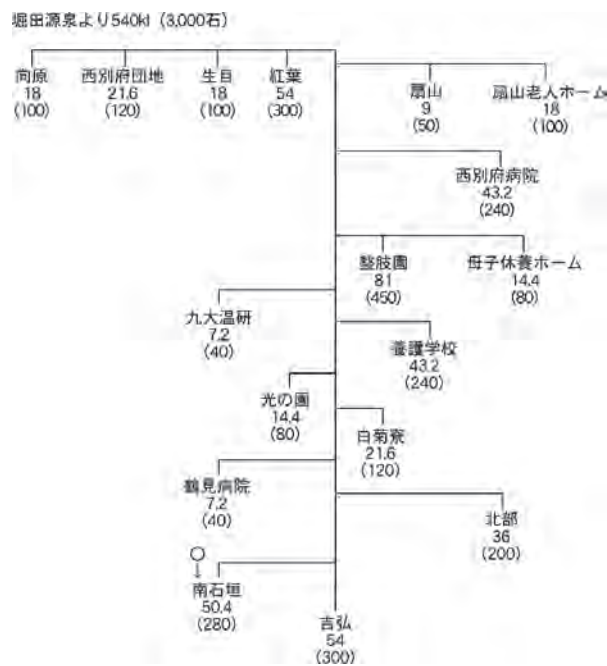 堀田源泉より540kl（3,000石）
向原 西別府団地 生目 紅葉 扇山 扇山老人ホーム
18 21.6 18 54 9 18
(100) (120) (100) (300) (50) (100)
西別府病院
43.2
(240)
整肢園 母子休養ホーム
81 14.4
(450) (80)
九大温研
7.2
(40)
養護学校
43.2
(240)
光の園
14.4
(80)
白菊寮
21.6
(120)
鶴見病院
7.2
(40)
北部
36
(200)
○
↓
南石垣
50.4
(280)
吉弘
54
(300)